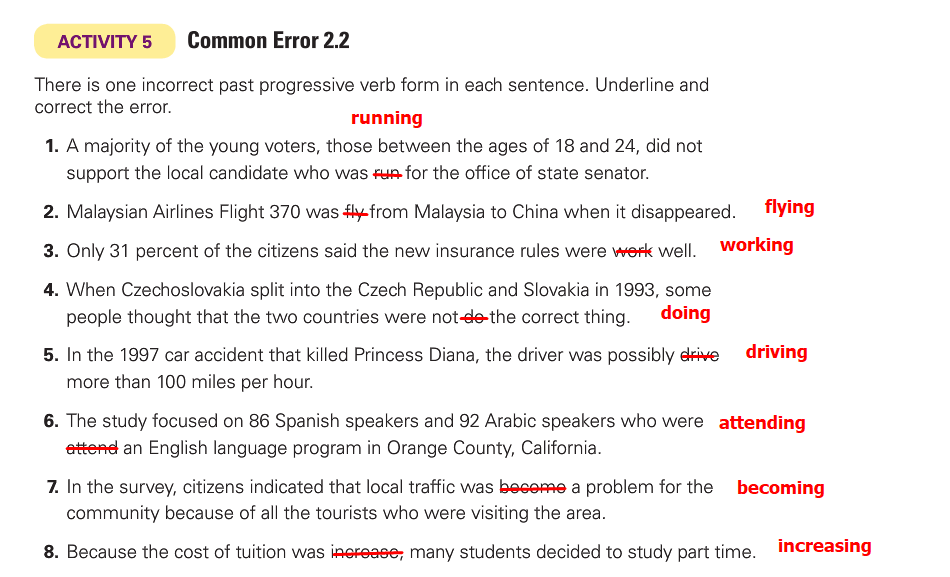 ACTIVITY 5 Common Error 2.2
There is one incorrect past progressive verb form in each sentence. Underline and
correct the error.
running
1. A majority of the young voters, those between the ages of 18 and 24, did not
support the local candidate who was run for the office of state senator.
2. Malaysian Airlines Flight 370 was fly from Malaysia to China when it disappeared. flying
3. Only 31 percent of the citizens said the new insurance rules were work well. working
4. When Czechoslovakia split into the Czech Republic and Slovakia in 1993, some
people thought that the two countries were not do the correct thing. doing
5. In the 1997 car accident that killed Princess Diana, the driver was possibly drive driving
more than 100 miles per hour.
6. The study focused on 86 Spanish speakers and 92 Arabic speakers who were attending
attend an English language program in Orange County, California.
7. In the survey, citizens indicated that local traffic was become a problem for the becoming
community because of all the tourists who were visiting the area.
8. Because the cost of tuition was increase, many students decided to study part time. increasing